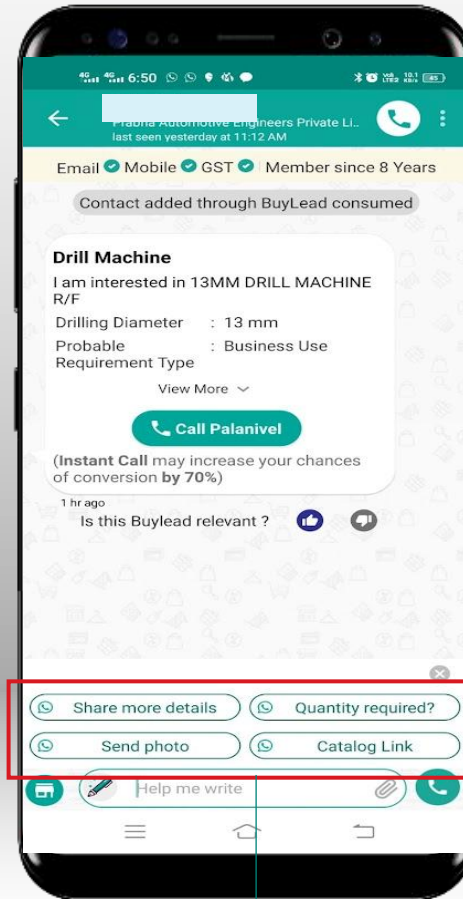 4G 4G 6:50
Prabha Automotive Engineers Private Li..
last seen yesterday at 11:12 AM
Email Mobile GST Member since 8 Years
Contact added through BuyLead consumed
Drill Machine
I am interested in 13MM DRILL MACHINE
R/F
Drilling Diameter : 13 mm
Probable : Business Use
Requirement Type
View More
Call Palanivel
(Instant Call may increase your chances
of conversion by 70%)
1 hr ago
Is this Buylead relevant ?
Share more details Quantity required?
Send photo Catalog Link
Help me write